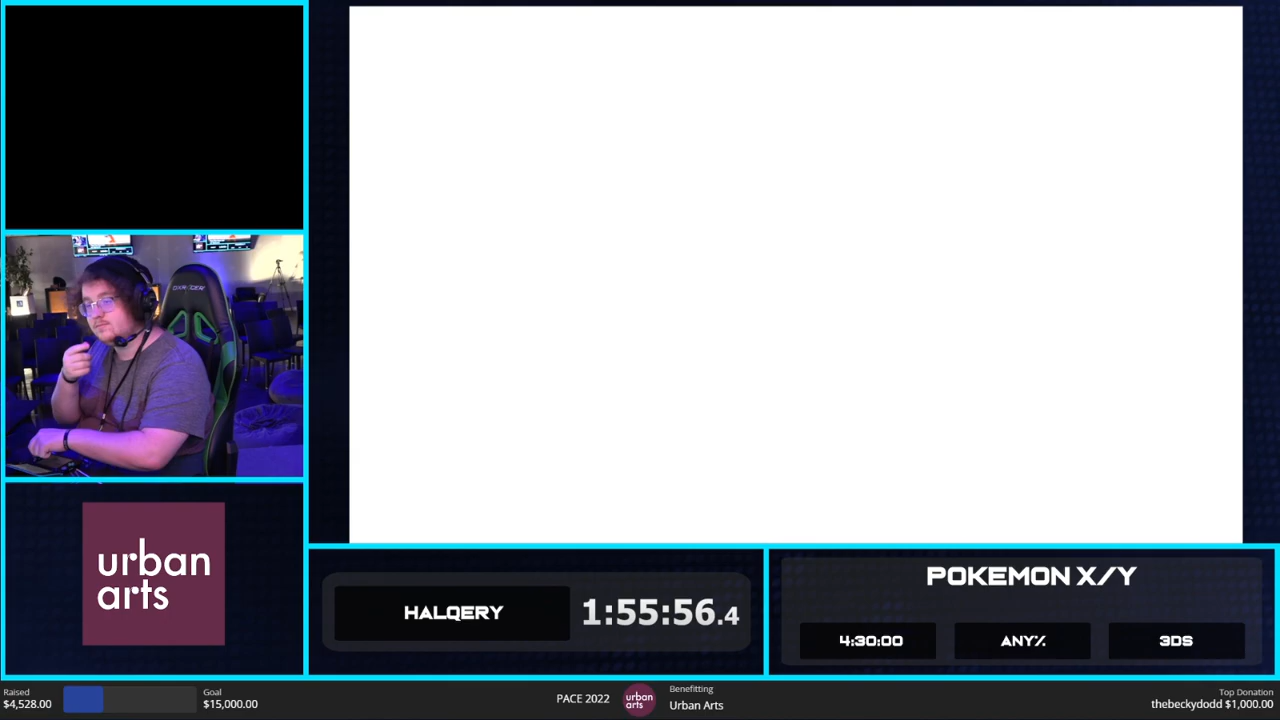 urban
arts
HALQERY
1:55:56.4
POKEMON X/Y
4:30:00
ANY%
3DS
Raised
$4,528.00
Goal
$15,000.00
PACE 2022
urban
arts
Benefitting
Urban Arts
Top Donation
thebeckydodd $1,000.00